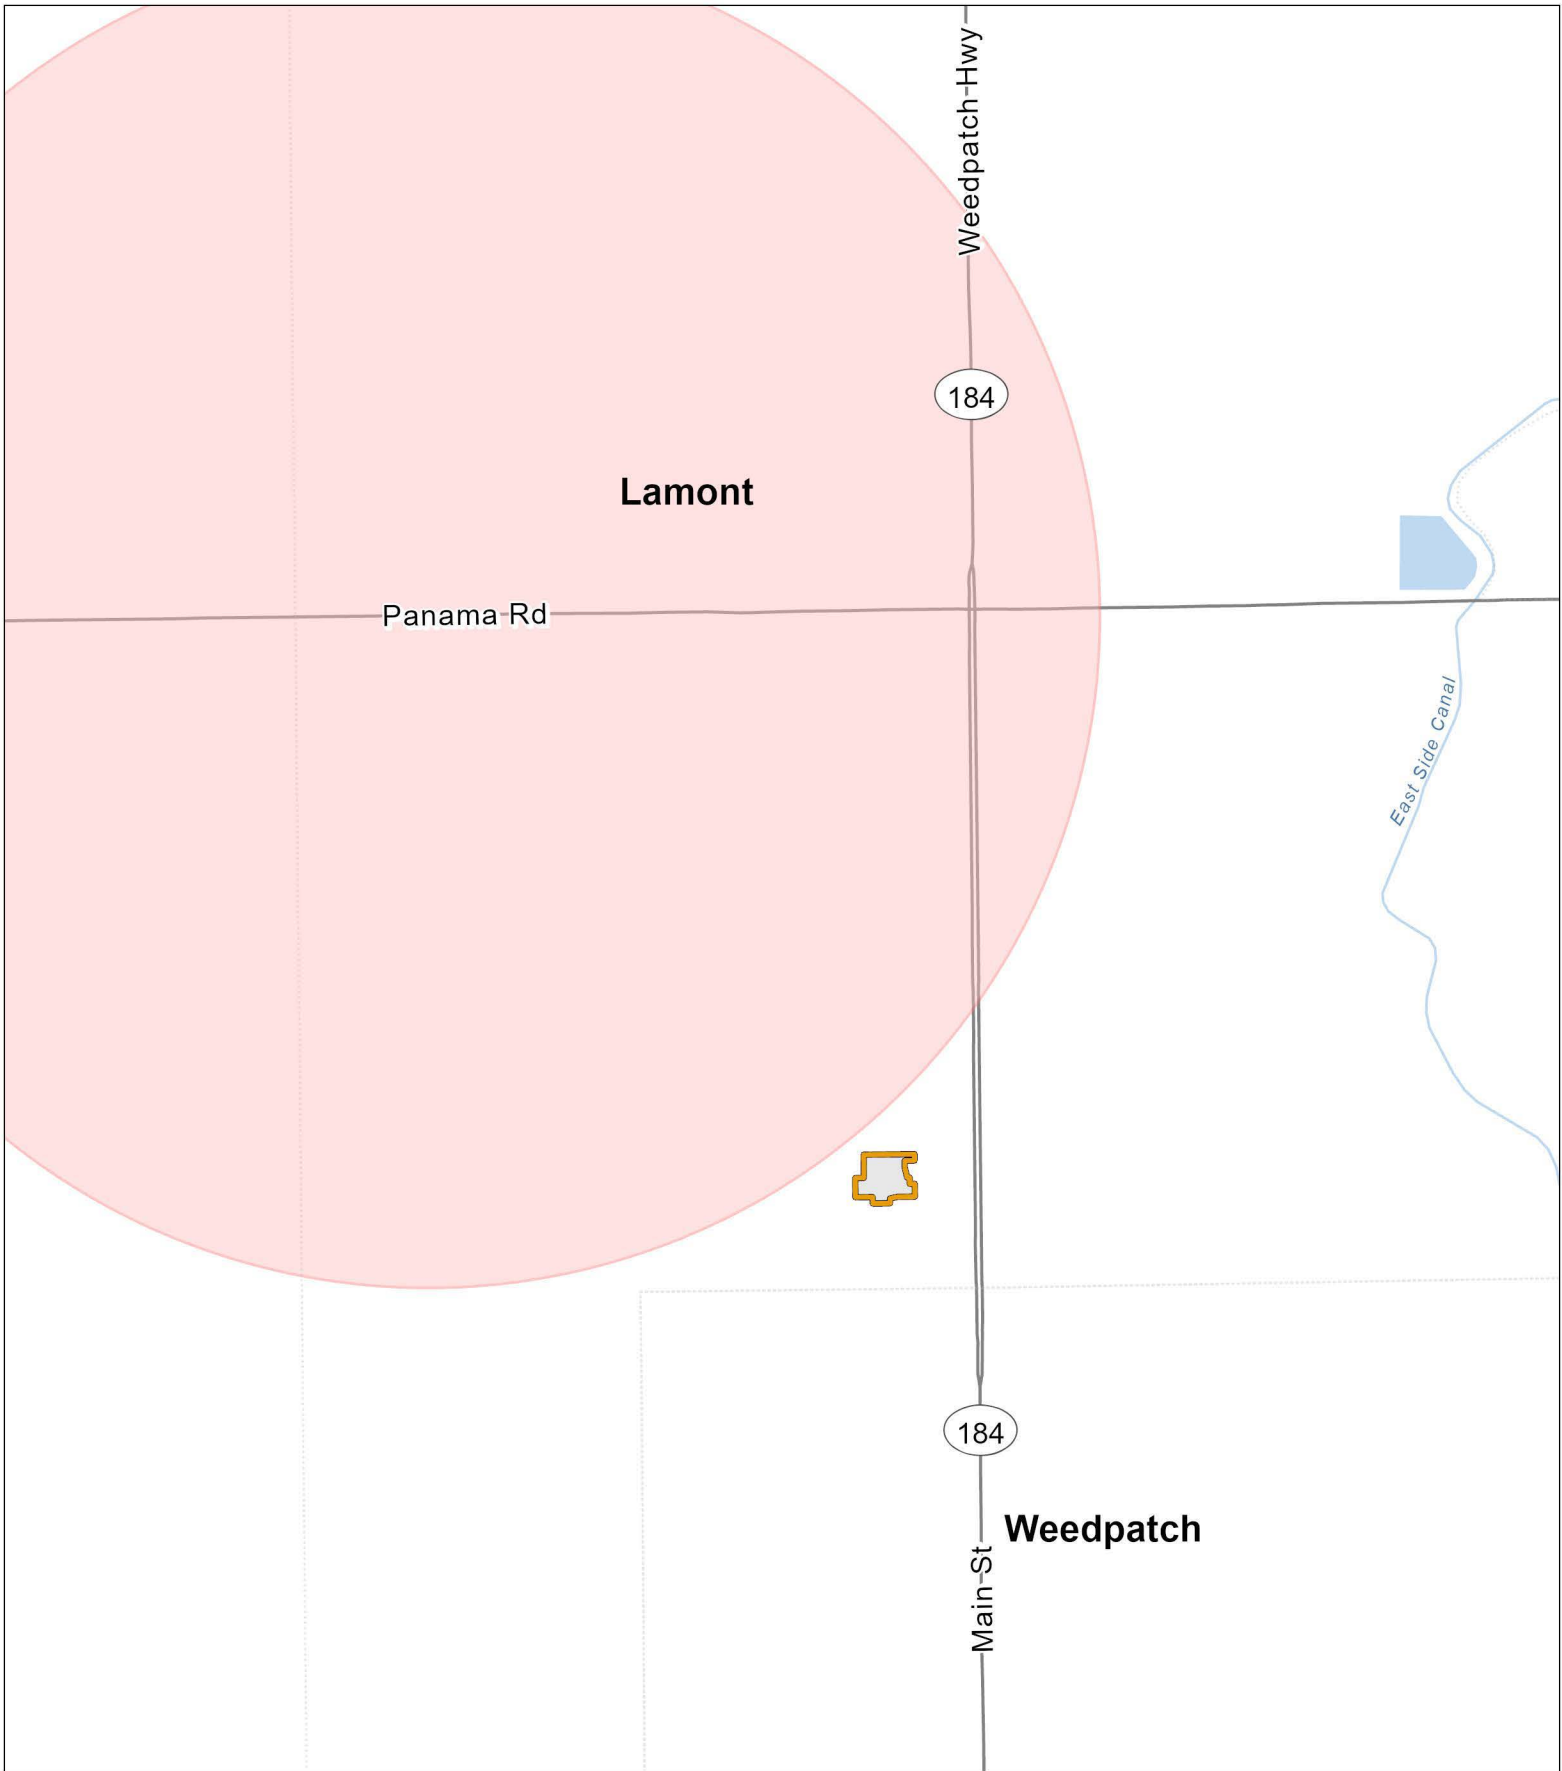 Weedpatch Hwy
184
Lamont
Panama Rd
East Side Canal
184
Weedpatch
Main St